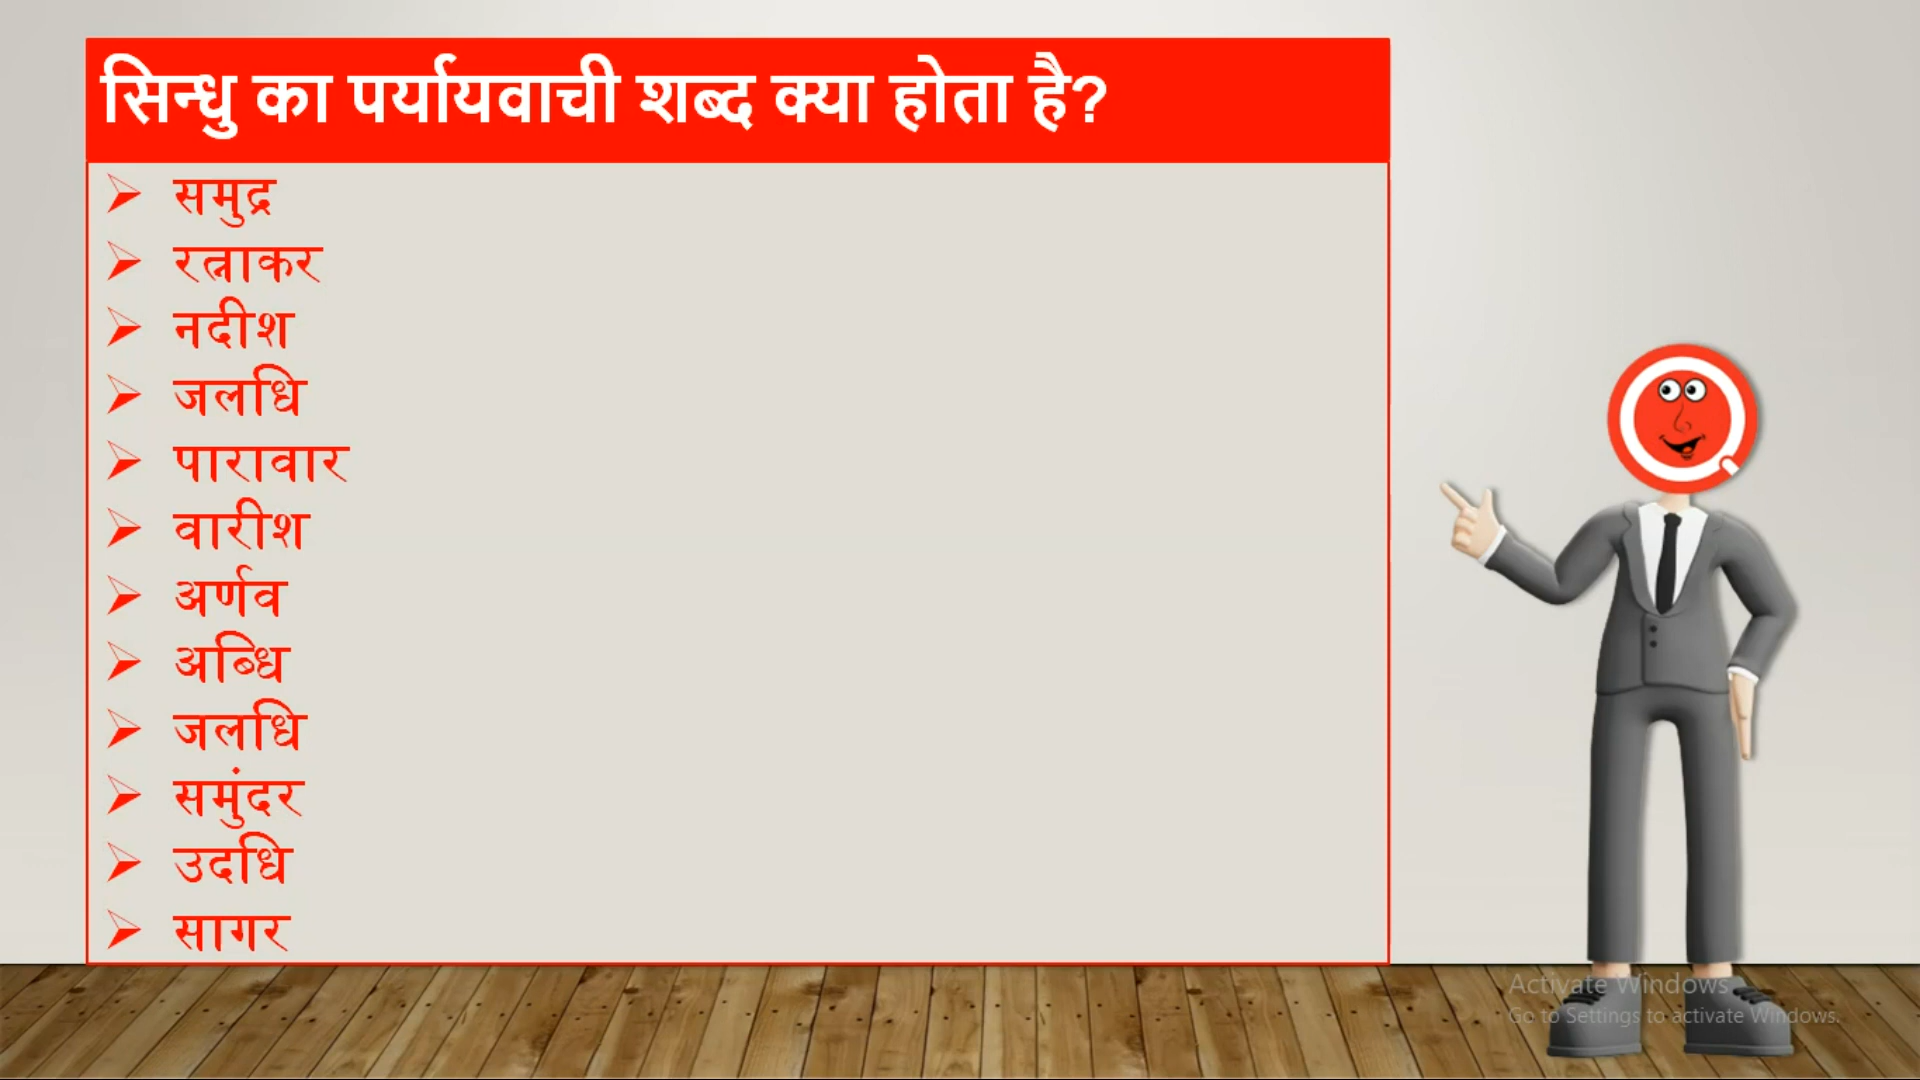 सिन्धु का पर्यायवाची शब्द क्या होता है?
समुद्र
रत्नाकर
नदीश
जलधि
पारावार
वारीश
अर्णव
अब्धि
जलधि
समुंदर
उदधि
सागर
Activate Windows
Go to Settings to activate Windows.